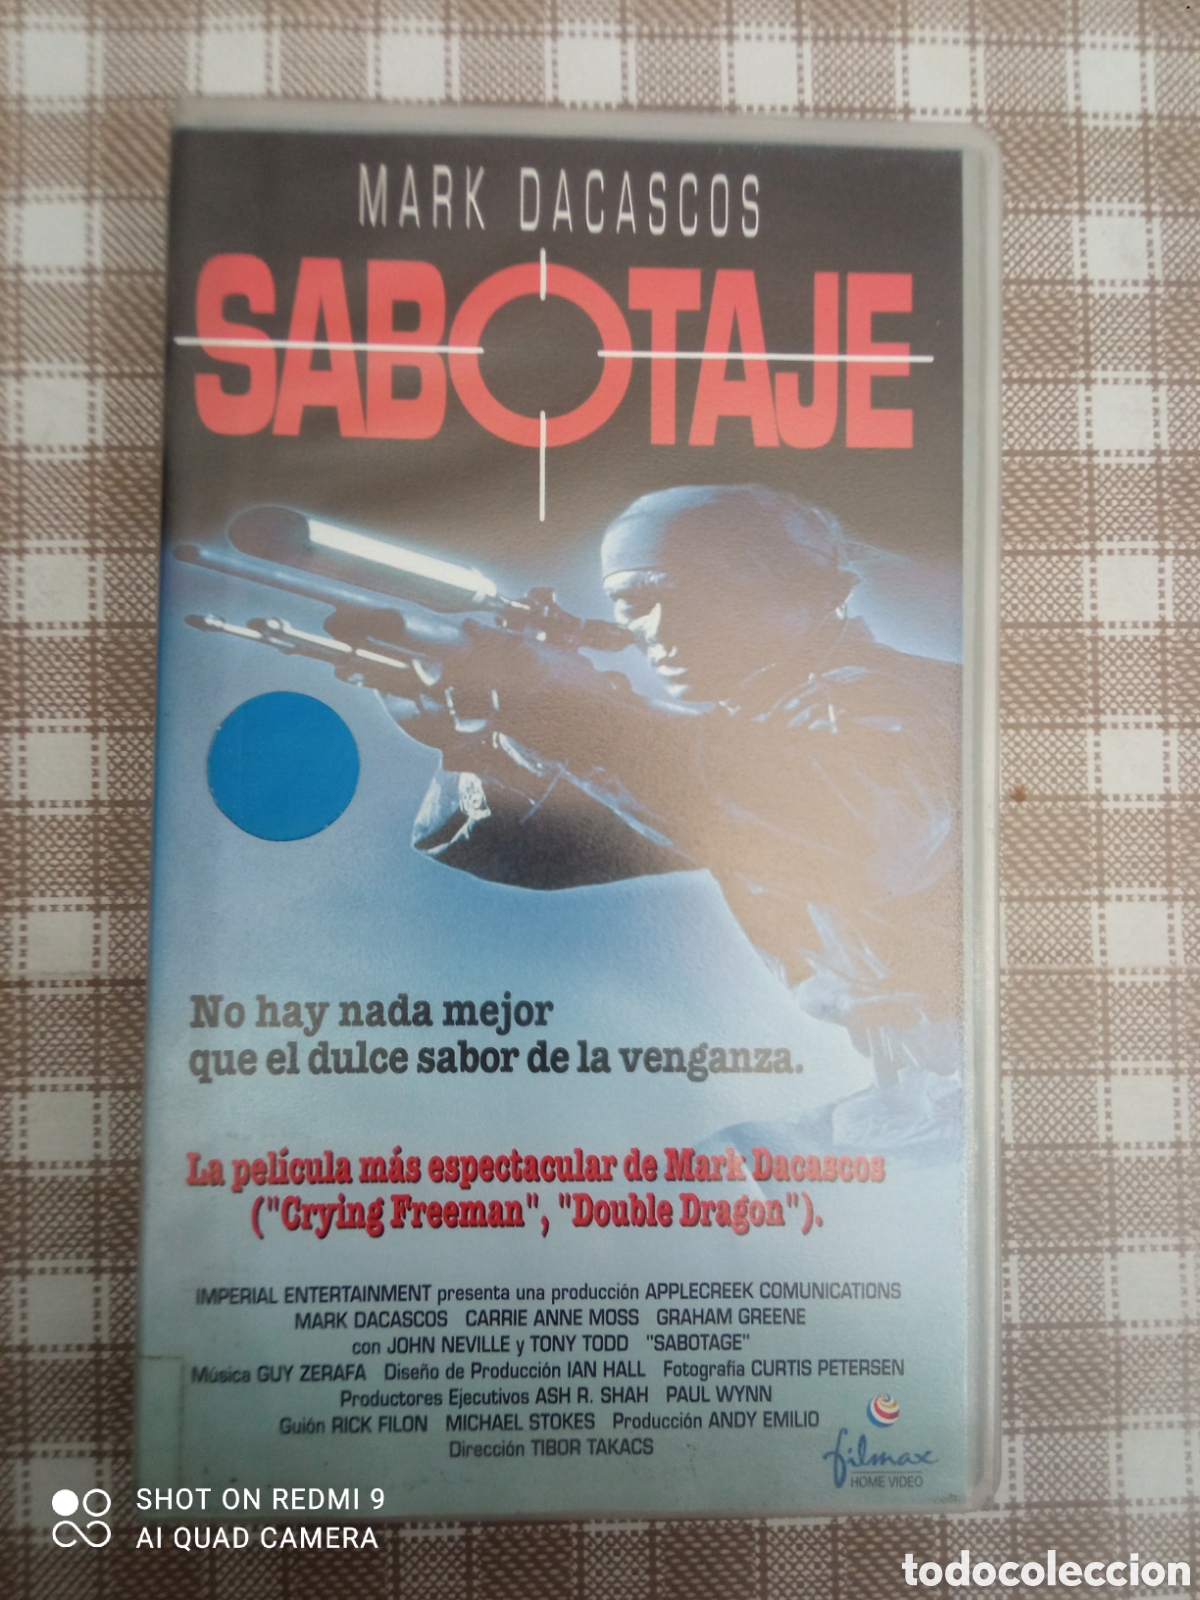 MARK DACASCOS
SABOTAJE
No hay nada mejor
que el dulce sabor de la venganza.
La película más espectacular de Mark Dacascos
("Crying Freeman", "Double Dragon").
IMPERIAL ENTERTAINMENT presenta una producción APPLECREEK COMUNICATIONS
MARK DACASCOS CARRIE ANNE MOSS GRAHAM GREENE
con JOHN NEVILLE y TONY TODD "SABOTAGE"
Música GUY ZERAFA Diseño de Producción IAN HALL Fotografía CURTIS PETERSEN
Productores Ejecutivos ASH R. SHAH PAUL WYNN
Guión RICK FILON MICHAEL STOKES Producción ANDY EMILIO
Dirección TIBOR TAKACS
filmax
HOME VIDEO
SHOT ON REDMI 9
AI QUAD CAMERA
todocoleccion